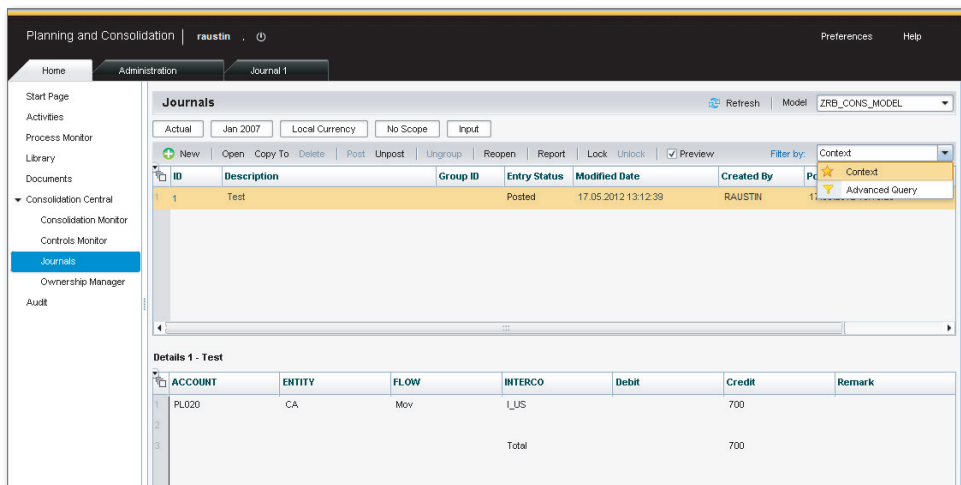 Planning and Consolidation | raustin , Preferences Help
Home Administration Journal 1
Start Page
Activities
Process Monitor
Library
Documents
Consolidation Central
Consolidation Monitor
Controls Monitor
Journals
Ownership Manager
Audit
Journals Refresh Model ZRB_CONS_MODEL
Actual Jan 2007 Local Currency No Scope Input
New Open Copy To Delete Post Unpost Ungroup Reopen Report Lock Unlock Preview Filter by: Context
Context
Advanced Query
ID Description Group ID Entry Status Modified Date Created By
1 1 Test Posted 17.05.2012 13:12:39 RAUSTIN
Details 1 - Test
ACCOUNT ENTITY FLOW INTERCO Debit Credit Remark
1 PL020 CA Mov I_US 700
2
3 Total 700